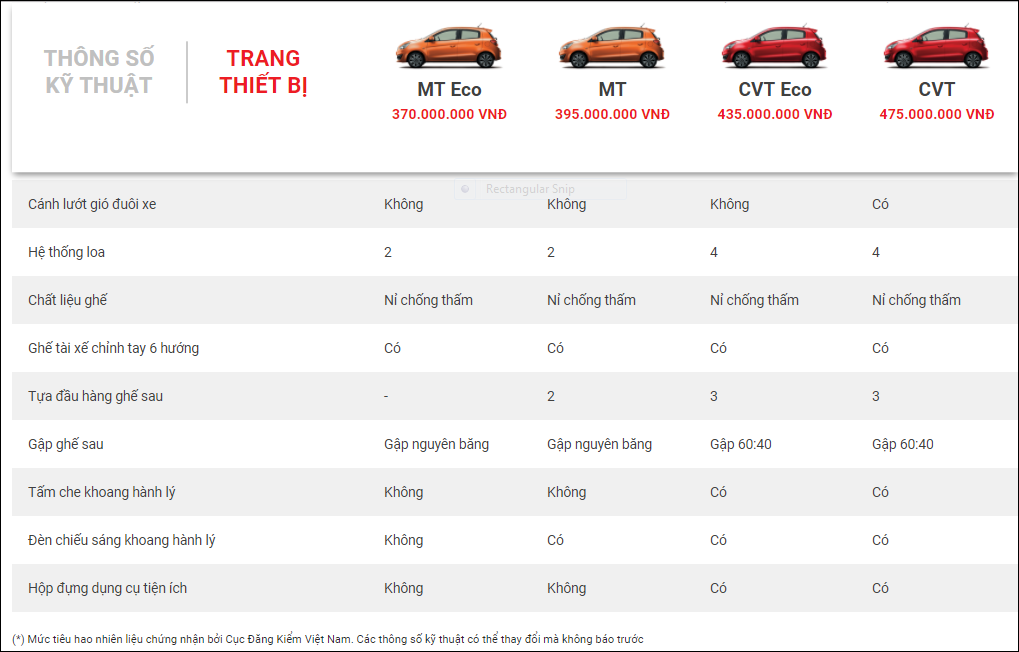 THÔNG SỐ
KỸ THUẬT
TRANG
THIẾT BỊ
MT Eco
370.000.000 VNĐ
MT
395.000.000 VNĐ
CVT Eco
435.000.000 VNĐ
CVT
475.000.000 VNĐ
Rectangular Snip
Cánh lướt gió đuôi xe Không Không Không Có
Hệ thống loa 2 2 4 4
Chất liệu ghế Nỉ chống thấm Nỉ chống thấm Nỉ chống thấm Nỉ chống thấm
Ghế tài xế chỉnh tay 6 hướng Có Có Có Có
Tựa đầu hàng ghế sau - 2 3 3
Gập ghế sau Gập nguyên băng Gập nguyên băng Gập 60:40 Gập 60:40
Tấm che khoang hành lý Không Không Có Có
Đèn chiếu sáng khoang hành lý Không Có Có Có
Hộp đựng dụng cụ tiện ích Không Không Có Có
(*) Mức tiêu hao nhiên liệu chứng nhận bởi Cục Đăng Kiểm Việt Nam. Các thông số kỹ thuật có thể thay đổi mà không báo trước